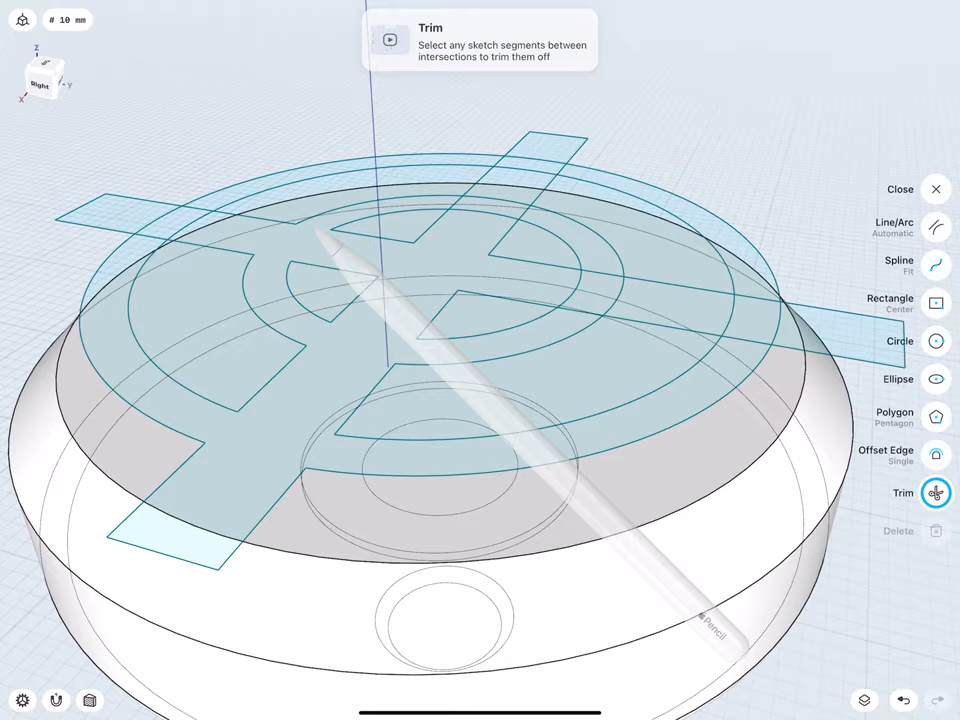 # 10 mm
Trim
Select any sketch segments between
intersections to trim them off
Z
Right
X
Y
Close
Line/Arc
Automatic
Spline
Fit
Rectangle
Center
Circle
Ellipse
Polygon
Pentagon
Offset Edge
Single
Trim
Delete
Pencil